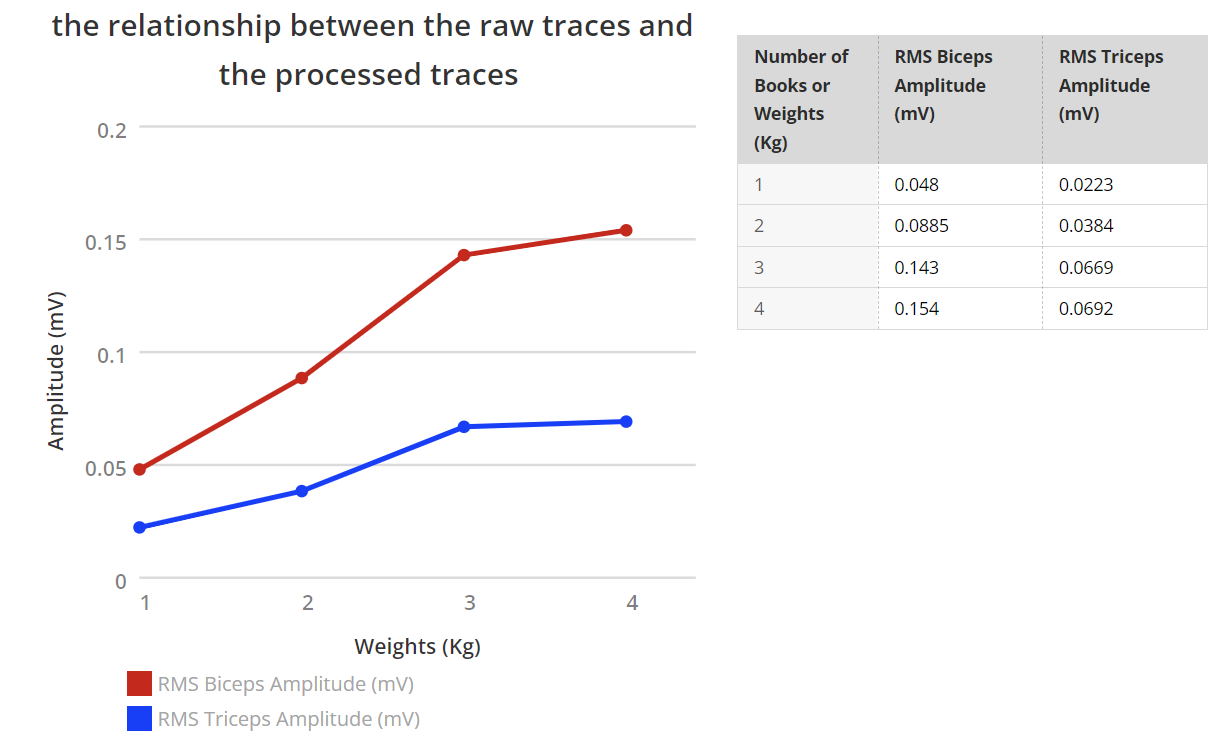 the relationship between the raw traces and
the processed traces
0.2
0.15
0.1
0.05
0
Amplitude (mV)
1 2 3 4
Weights (Kg)
RMS Biceps Amplitude (mV)
RMS Triceps Amplitude (mV)
Number of RMS Biceps RMS Triceps
Books or Amplitude Amplitude
Weights (mV) (mV)
(Kg)
1 0.048 0.0223
2 0.0885 0.0384
3 0.143 0.0669
4 0.154 0.0692